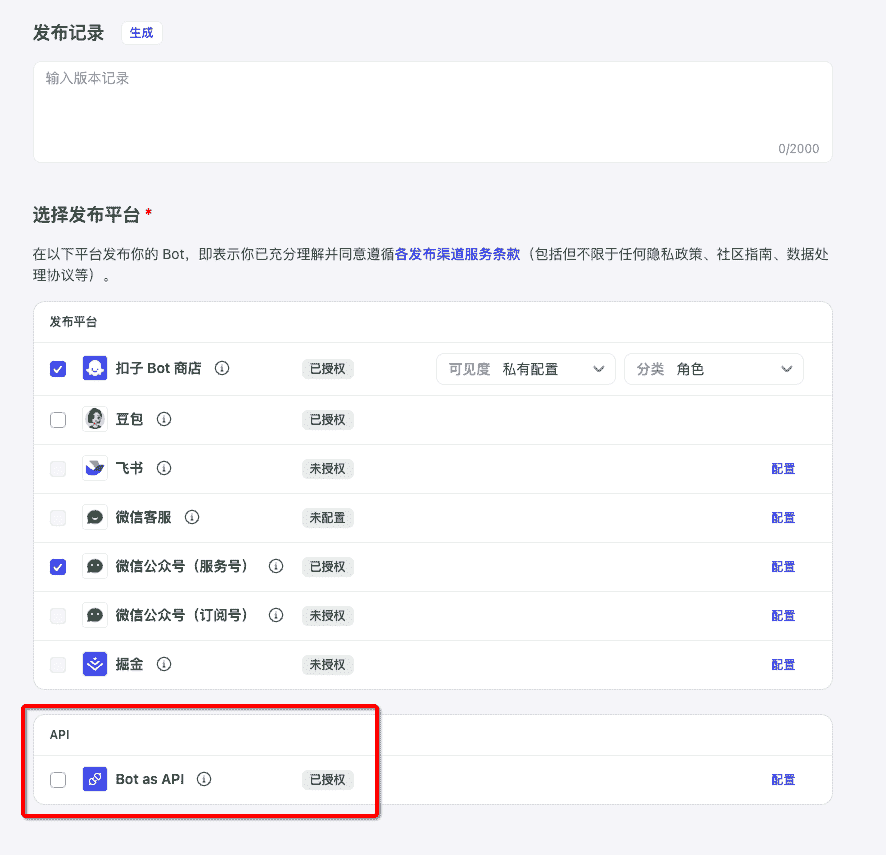 发布记录 生成
输入版本记录
0/2000
选择发布平台 *
在以下平台发布你的 Bot，即表示你已充分理解并同意遵循各发布渠道服务条款（包括但不限于任何隐私政策、社区指南、数据处
理协议等）。
发布平台
扣子 Bot 商店 已授权 可见度 私有配置 分类 角色
豆包 已授权
飞书 未授权 配置
微信客服 未配置 配置
微信公众号（服务号） 已授权 配置
微信公众号（订阅号） 未授权 配置
掘金 未授权 配置
API
Bot as API 已授权 配置